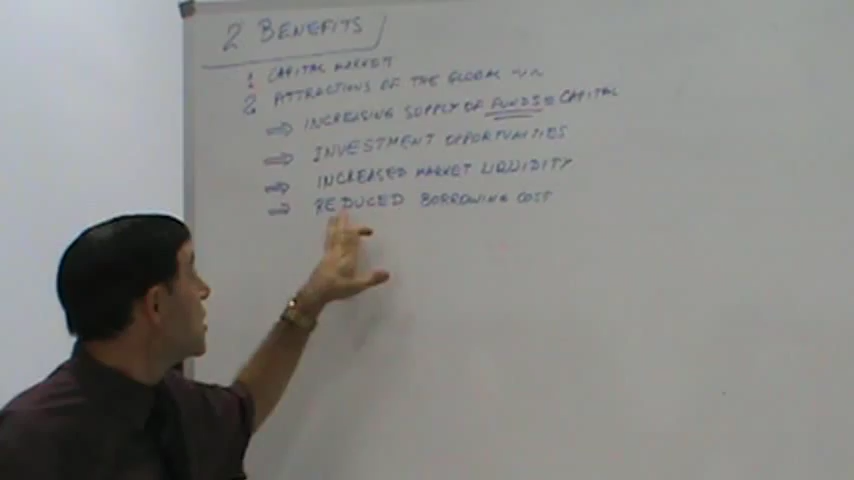 2 BENEFITS
1 CAPITAL MARKET
2 ATTRACTIONS OF THE GLOBAL
⇒ INCREASING SUPPLY OF FUNDS = CAPITAL
⇒ INVESTMENT OPPORTUNITIES
⇒ INCREASED MARKET LIQUIDITY
⇒ REDUCED BORROWING COST